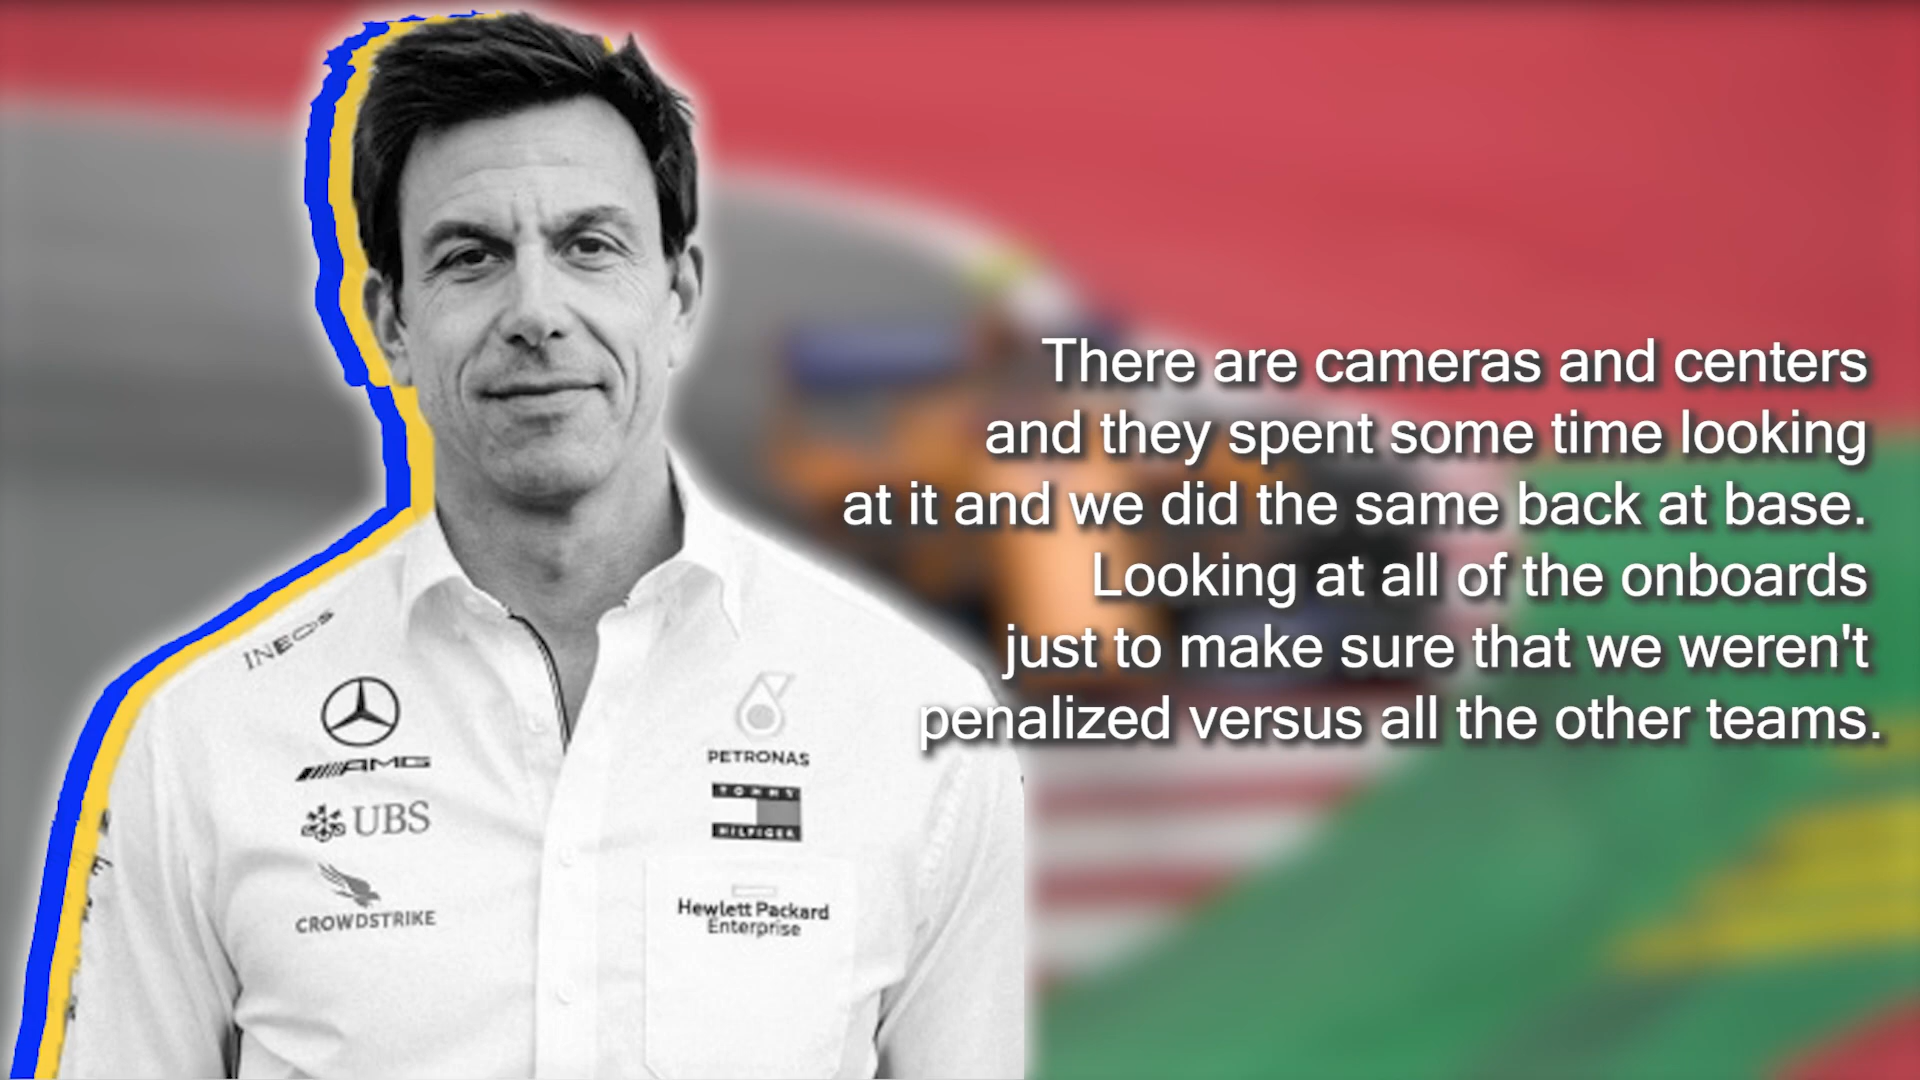 There are cameras and centers
and they spent some time looking
at it and we did the same back at base.
Looking at all of the onboards
just to make sure that we weren't
penalized versus all the other teams.
INEOS
AMG
UBS
CROWDSTRIKE
PETRONAS
TOMMY
HILFIGER
Hewlett Packard
Enterprise